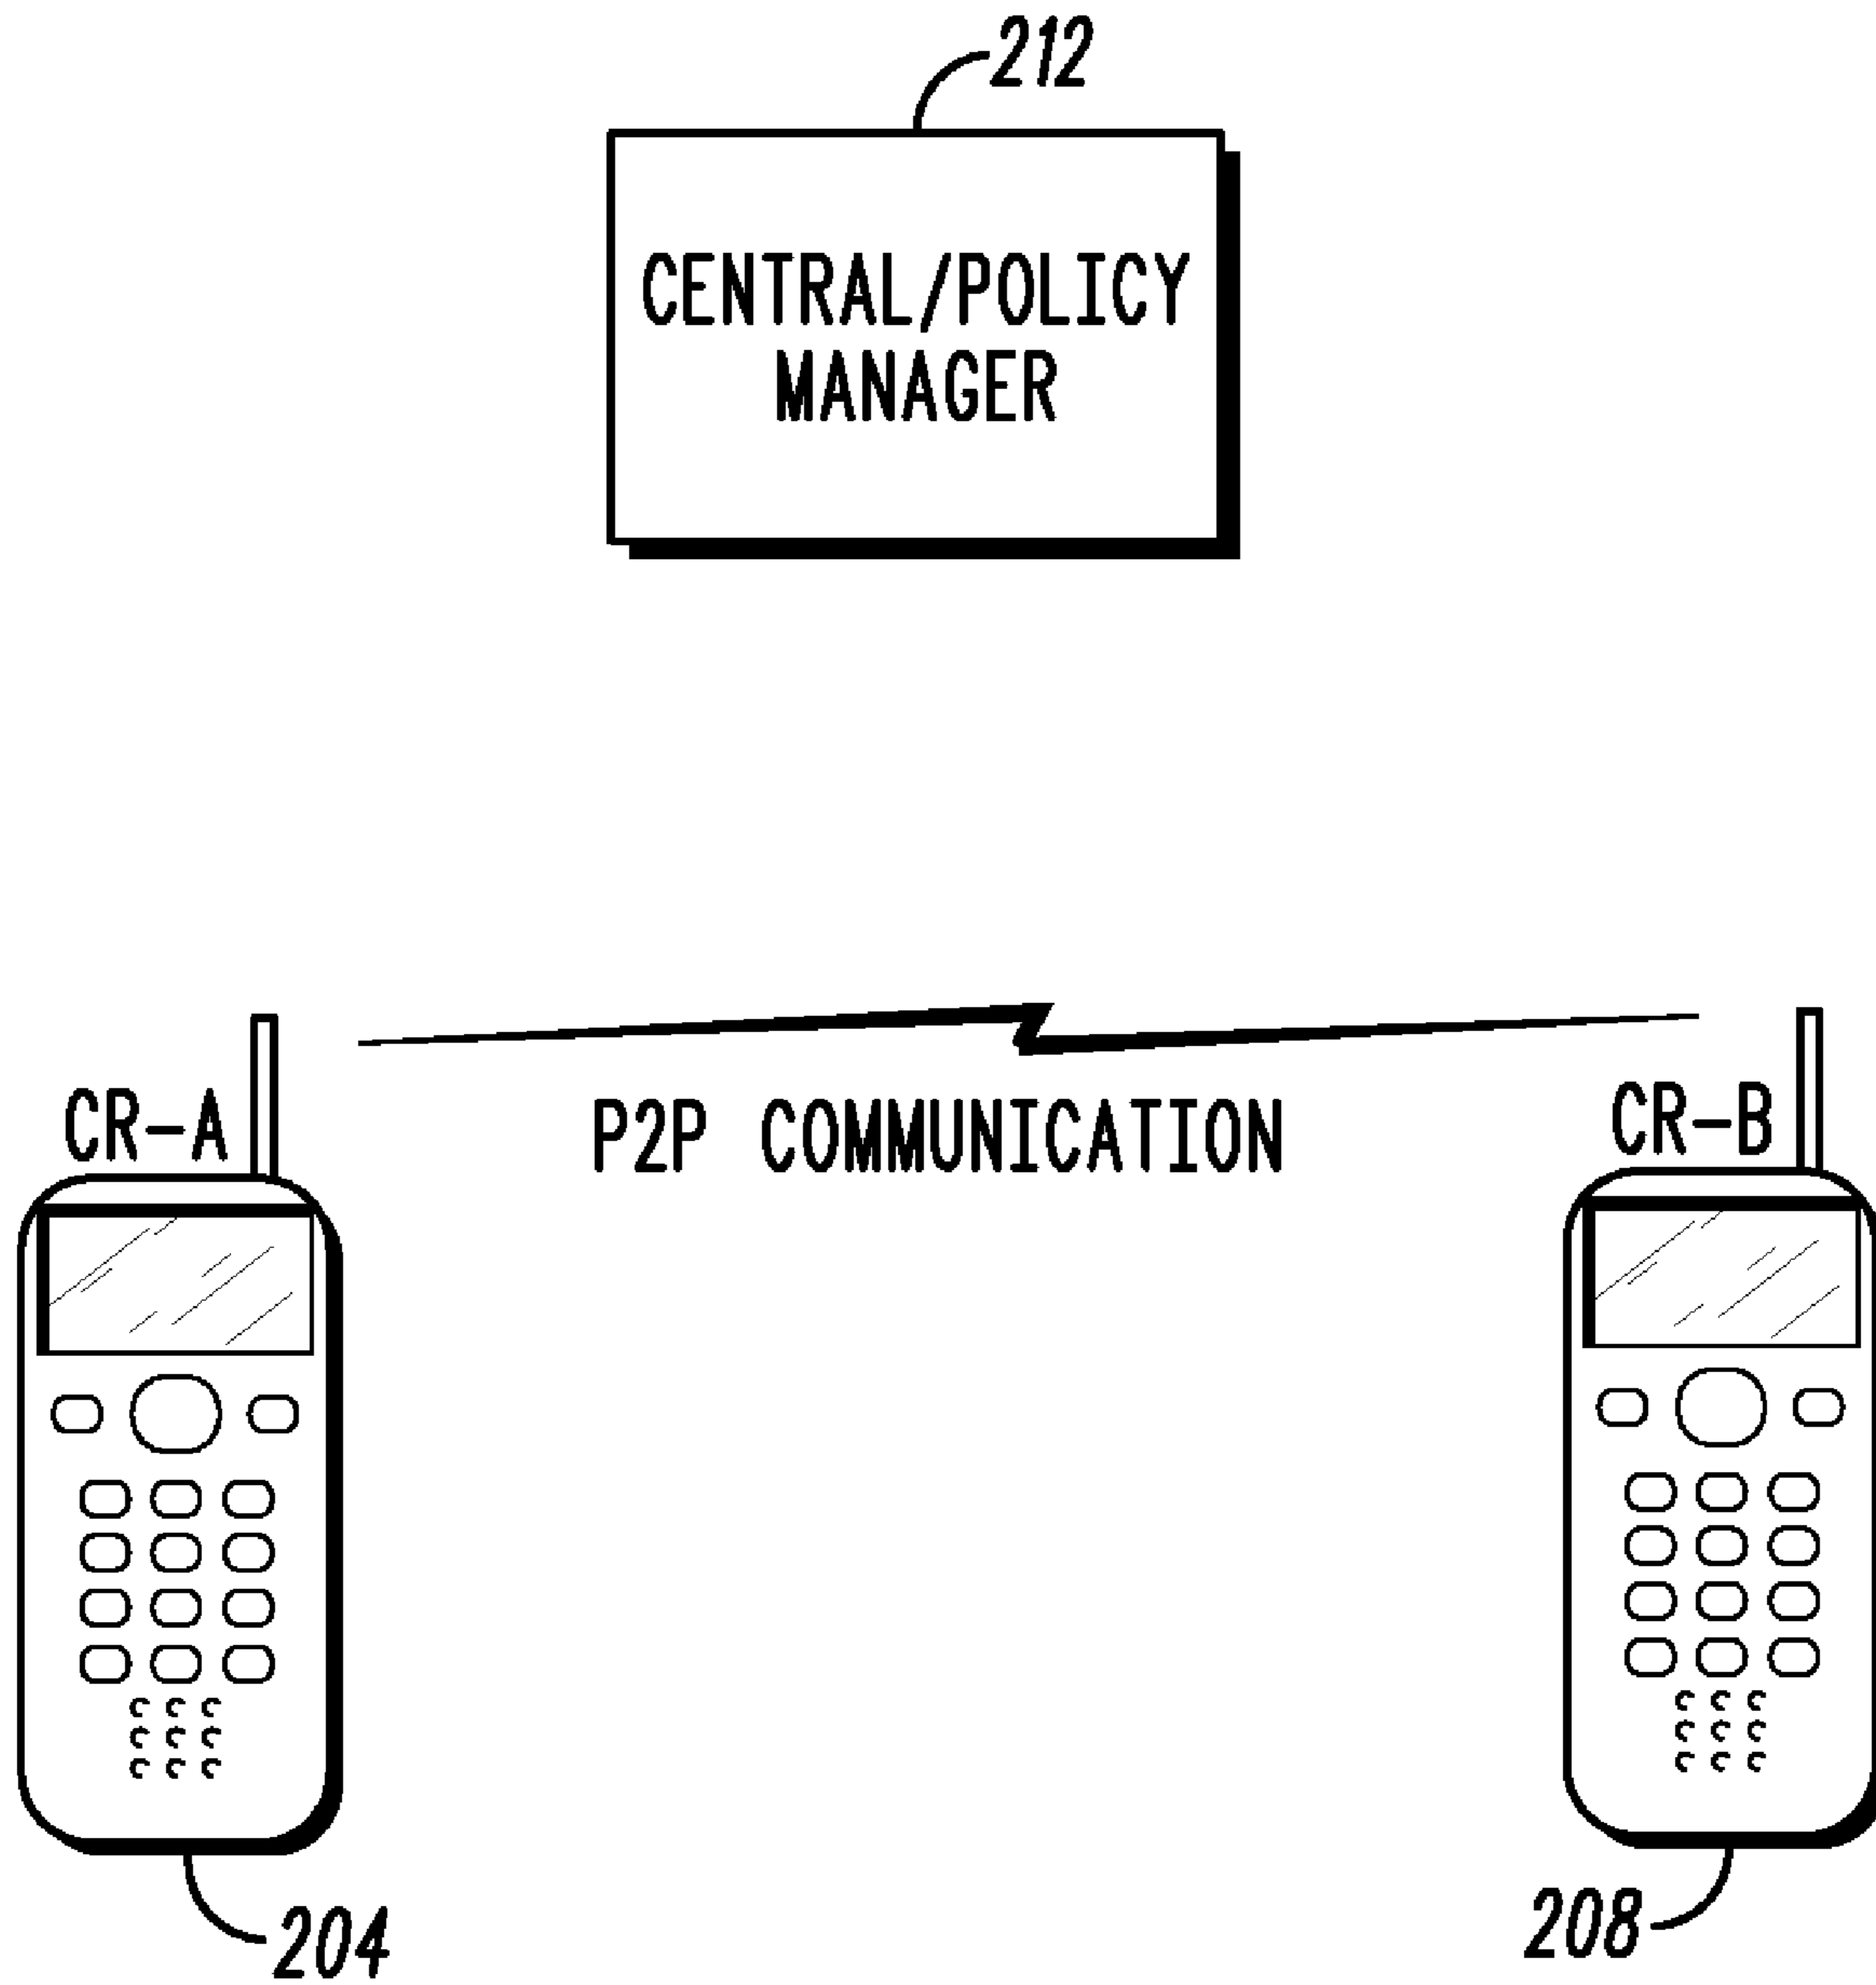 212
CENTRAL/POLICY
MANAGER
CR-A
P2P COMMUNICATION
CR-B
204
208